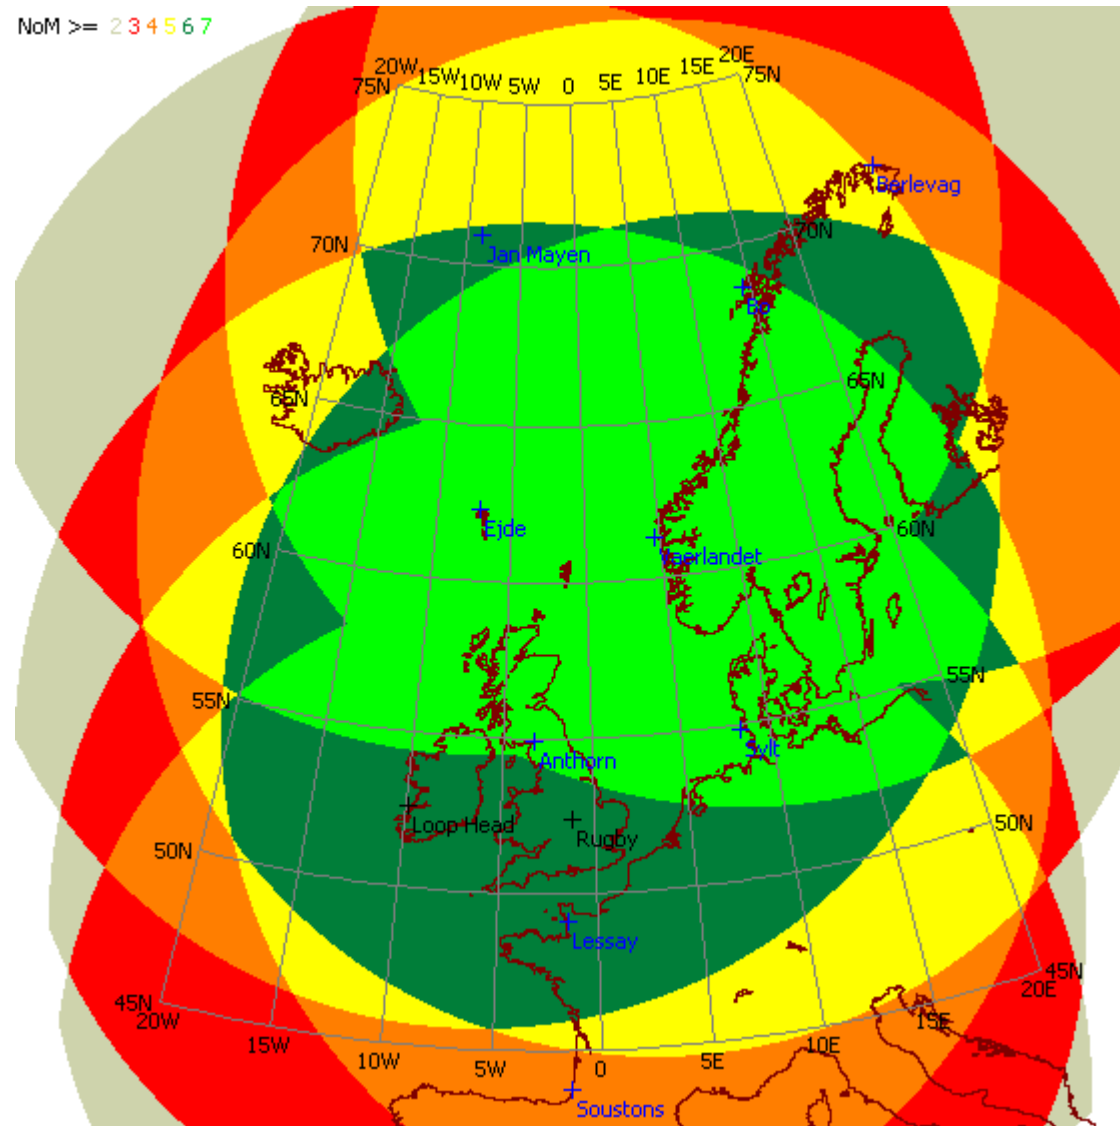 NoM >= 2 3 4 5 6 7
20W 15W 10W 5W 0 5E 10E 15E 20E
75N 75N
Berlevag
70N 70N
Jan Mayen
Bo
65N 65N
60N 60N
Ejde
Vaerlandet
55N 55N
Anthorn Sylt
Loop Head Rugby
50N 50N
Lessay
45N 45N
20W 15W 10W 5W 0 5E 10E 15E 20E
Soustons